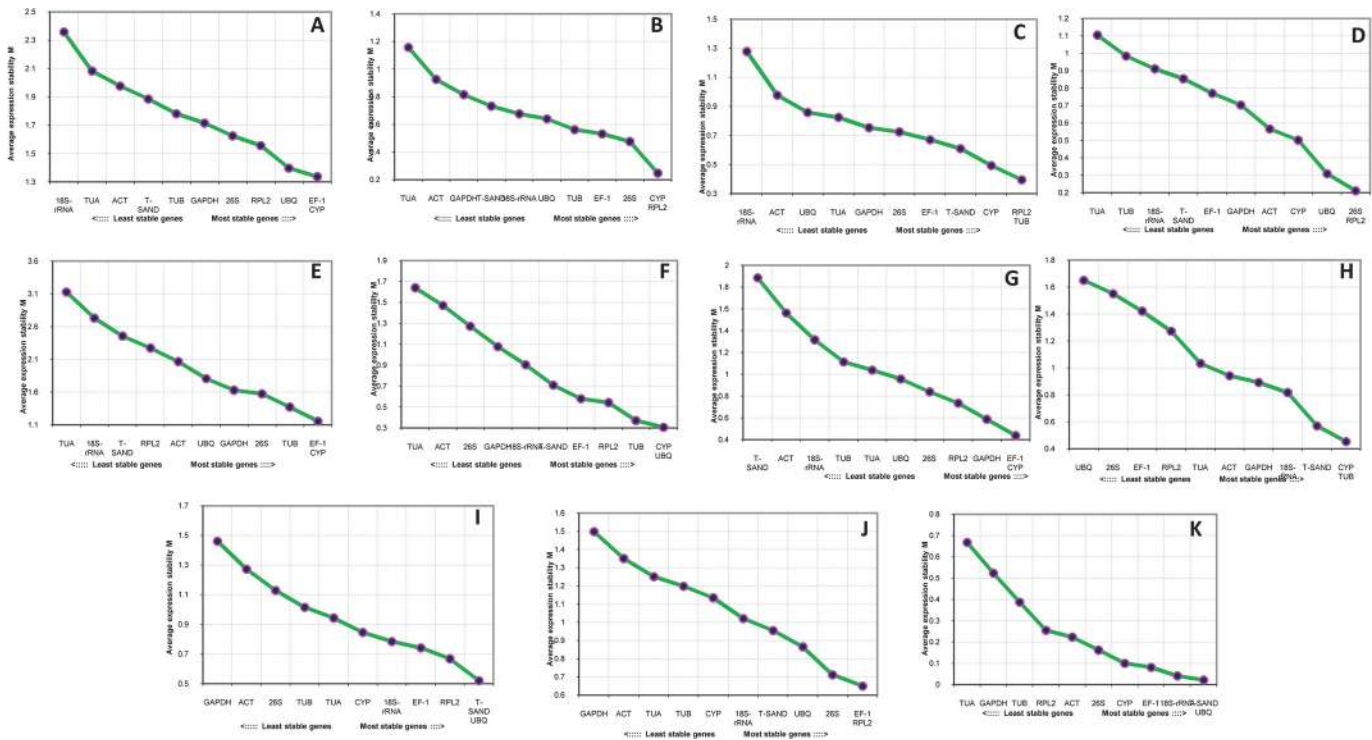 A
Average expression stability M
2.5
2.3
2.1
1.9
1.7
1.5
1.3
18S- TUA ACT T- TUB GAPDH 26S RPL2 UBQ EF-1
rRNA SAND CYP
<::::: Least stable genes Most stable genes ::::>
B
Average expression stability M
1.4
1.2
1
0.8
0.6
0.4
0.2
TUA ACT GAPDH T-SAND 18S-rRNA UBQ TUB EF-1 26S CYP
RPL2
<::::: Least stable genes Most stable genes ::::>
C
Average expression stability M
1.5
1.3
1.1
0.9
0.7
0.5
0.3
18S- ACT UBQ TUA GAPDH 26S EF-1 T-SAND CYP RPL2
rRNA TUB
<::::: Least stable genes Most stable genes ::::>
D
Average expression stability M
1.2
1.1
1
0.9
0.8
0.7
0.6
0.5
0.4
0.3
0.2
TUA TUB 18S- T- EF-1 GAPDH ACT CYP UBQ 26S
rRNA SAND RPL2
<::::: Least stable genes Most stable genes ::::>
E
Average expression stability M
3.6
3.1
2.6
2.1
1.6
1.1
TUA 18S- T- RPL2 ACT UBQ GAPDH 26S TUB EF-1
rRNA SAND CYP
<::::: Least stable genes Most stable genes ::::>
F
Average expression stability M
1.9
1.7
1.5
1.3
1.1
0.9
0.7
0.5
0.3
TUA ACT 26S GAPDH 18S-rRNA T-SAND EF-1 RPL2 TUB CYP
UBQ
<::::: Least stable genes Most stable genes ::::>
G
Average expression stability M
2
1.8
1.6
1.4
1.2
1
0.8
0.6
0.4
T- ACT 18S- TUB TUA UBQ 26S RPL2 GAPDH EF-1
SAND rRNA CYP
<::::: Least stable genes Most stable genes ::::>
H
Average expression stability M
1.8
1.6
1.4
1.2
1
0.8
0.6
0.4
UBQ 26S EF-1 RPL2 TUA ACT GAPDH 18S- T-SAND CYP
rRNA TUB
<::::: Least stable genes Most stable genes ::::>
I
Average expression stability M
1.7
1.5
1.3
1.1
0.9
0.7
0.5
GAPDH ACT 26S TUB TUA CYP 18S- EF-1 RPL2 T-
rRNA SAND
UBQ
<::::: Least stable genes Most stable genes ::::>
J
Average expression stability M
1.6
1.5
1.4
1.3
1.2
1.1
1
0.9
0.8
0.7
0.6
GAPDH ACT TUA TUB CYP 18S- T-SAND UBQ 26S EF-1
rRNA RPL2
<::::: Least stable genes Most stable genes ::::>
K
Average expression stability M
0.8
0.7
0.6
0.5
0.4
0.3
0.2
0.1
0
TUA GAPDH TUB RPL2 ACT 26S CYP EF-1 18S-rRNA T-SAND
UBQ
<::::: Least stable genes Most stable genes ::::>